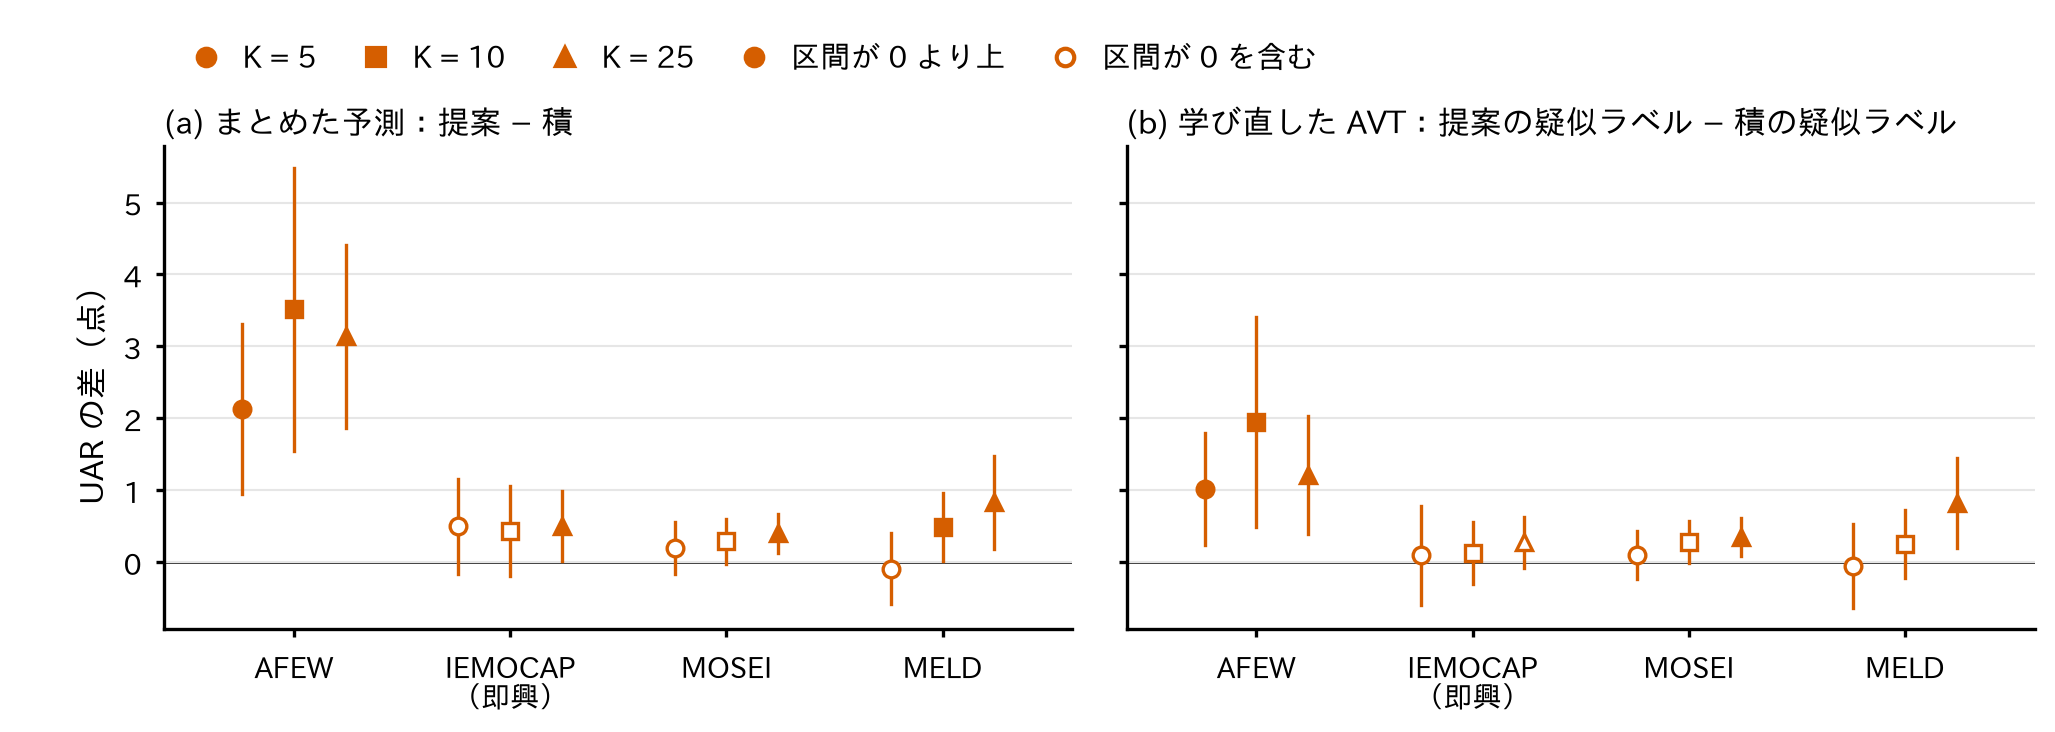 K = 5 K = 10 K = 25 区間が 0 より上 区間が 0 を含む
(a) まとめた予測：提案 − 積
UAR の差（点）
5
4
3
2
1
0
AFEW IEMOCAP MOSEI MELD
（即興）
(b) 学び直した AVT：提案の疑似ラベル − 積の疑似ラベル
AFEW IEMOCAP MOSEI MELD
（即興）